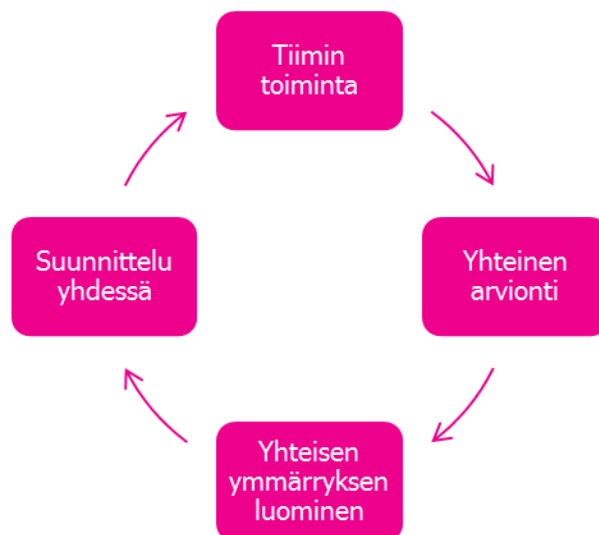 Tiimin
toiminta
Yhteinen
arvionti
Yhteisen
ymmärryksen
luominen
Suunnittelu
yhdessä